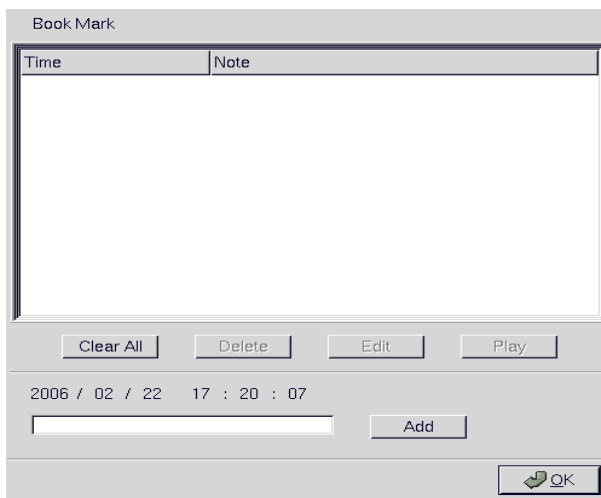 Book Mark
Time Note
Clear All Delete Edit Play
2006 / 02 / 22 17 : 20 : 07
Add
OK